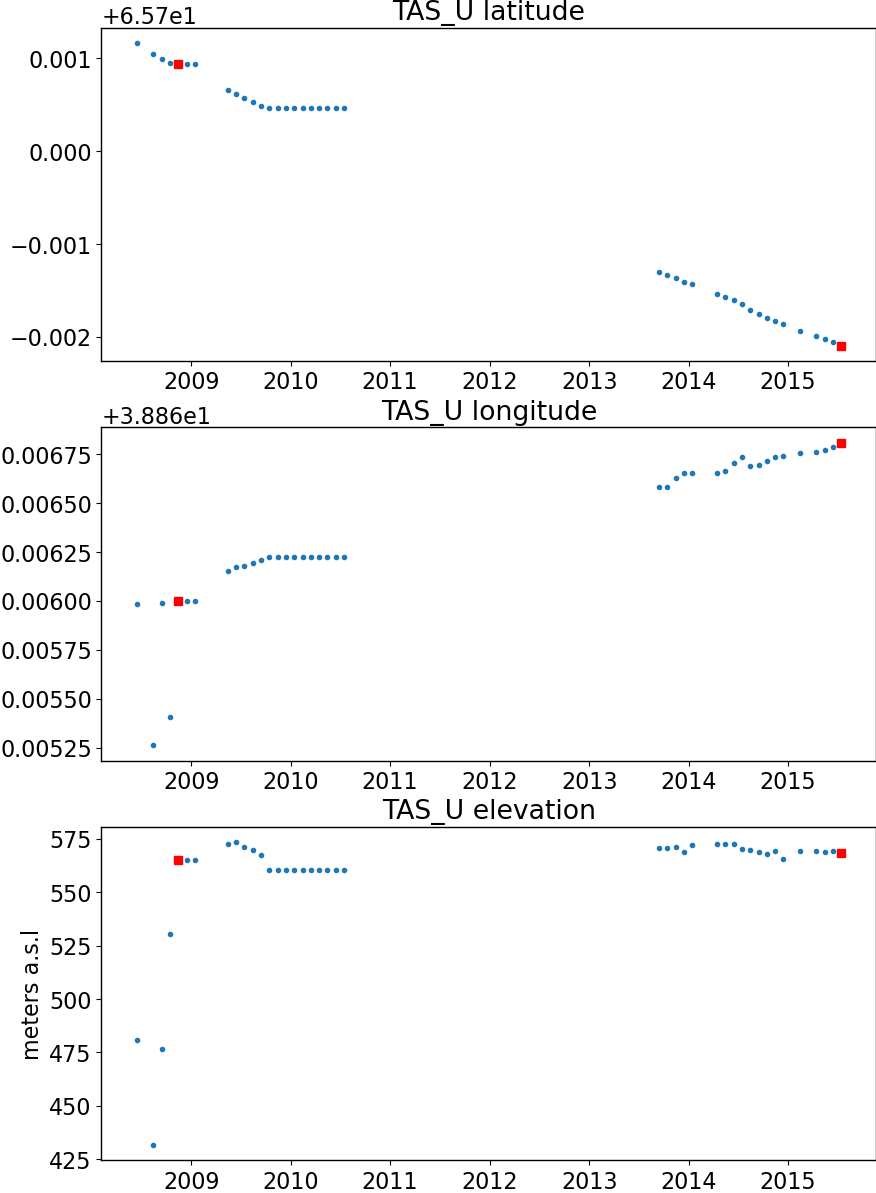 TAS_U latitude
+6.57e1
0.001
0.000
−0.001
−0.002
2009 2010 2011 2012 2013 2014 2015
TAS_U longitude
+3.886e1
0.00675
0.00650
0.00625
0.00600
0.00575
0.00550
0.00525
2009 2010 2011 2012 2013 2014 2015
TAS_U elevation
meters a.s.l
575
550
525
500
475
450
425
2009 2010 2011 2012 2013 2014 2015